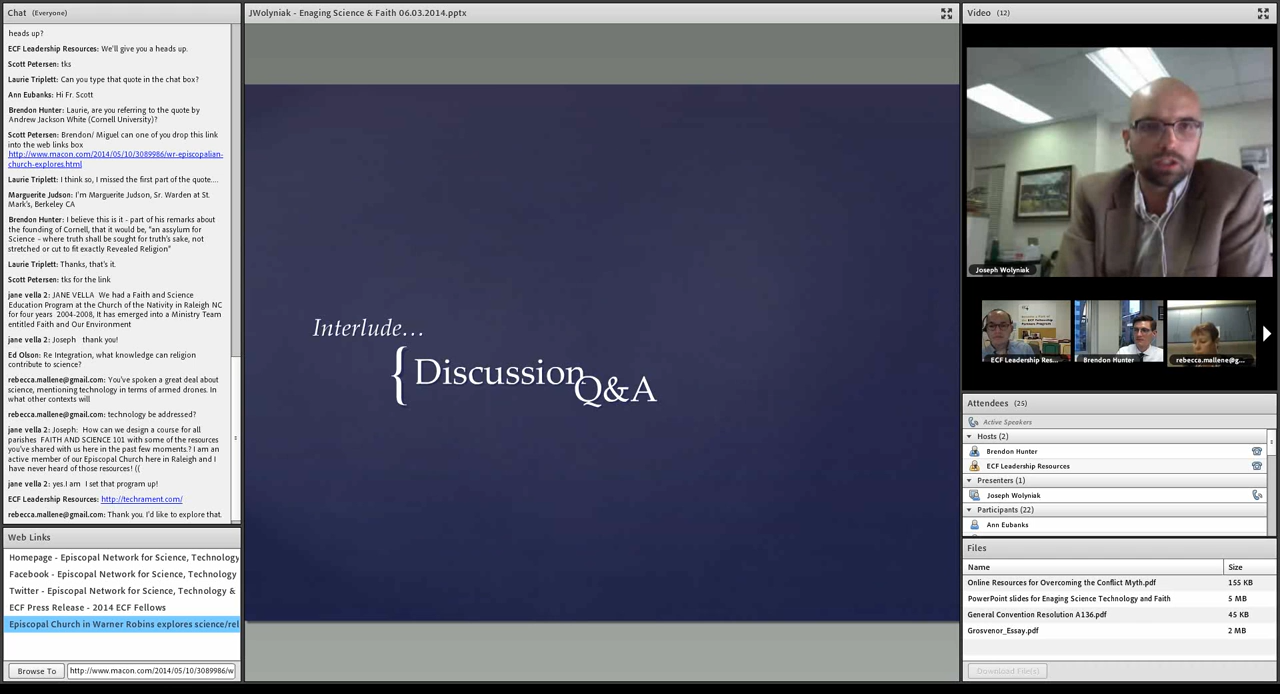 Chat (Everyone)
heads up?
ECF Leadership Resources: We'll give you a heads up.
Scott Petersen: tks
Laurie Triplett: Can you type that quote in the chat box?
Ann Eubanks: Hi Fr. Scott
Brendon Hunter: Laurie, are you referring to the quote by
Andrew Jackson White (Cornell University)?
Scott Petersen: Brendon/ Miguel can one of you drop this link
into the web links box
http://www.macon.com/2014/05/10/3089986/wr-episcopalian-
church-explores.html
Laurie Triplett: I think so, I missed the first part of the quote....
Marguerite Judson: I'm Marguerite Judson, Sr. Warden at St.
Mark's, Berkeley CA
Brendon Hunter: I believe this is it - part of his remarks about
the founding of Cornell, that it would be, "an assylum for
Science – where truth shall be sought for truth's sake, not
stretched or cut to fit exactly Revealed Religion"
Laurie Triplett: Thanks, that's it.
Scott Petersen: tks for the link
jane vella 2: JANE VELLA We had a Faith and Science
Education Program at the Church of the Nativity in Raleigh NC
for four years 2004-2008, It has emerged into a Ministry Team
entitled Faith and Our Environment
jane vella 2: Joseph thank you!
Ed Olson: Re Integration, what knowledge can religion
contribute to science?
rebecca.mallene@gmail.com: You've spoken a great deal about
science, mentioning technology in terms of armed drones. In
what other contexts will
rebecca.mallene@gmail.com: technology be addressed?
jane vella 2: Joseph: How can we design a course for all
parishes FAITH AND SCIENCE 101 with some of the resources
you've shared with us here in the past few moments.? I am an
active member of our Episcopal Church here in Raleigh and I
have never heard of those resources! ((
jane vella 2: yes.I am I set that program up!
ECF Leadership Resources: http://techrament.com/
rebecca.mallene@gmail.com: Thank you. I'd like to explore that.
Web Links
Homepage - Episcopal Network for Science, Technology
Facebook - Episcopal Network for Science, Technology
Twitter - Episcopal Network for Science, Technology &
ECF Press Release - 2014 ECF Fellows
Episcopal Church in Warner Robins explores science/rel
Browse To
http://www.macon.com/2014/05/10/3089986/w
JWolyniak - Enaging Science & Faith 06.03.2014.pptx
Interlude...
{ Discussion
Q&A
Video (12)
Joseph Wolyniak
ECF Leadership Res...
Brendon Hunter
rebecca.mallene@g...
Attendees (25)
Active Speakers
Hosts (2)
Brendon Hunter
ECF Leadership Resources
Presenters (1)
Joseph Wolyniak
Participants (22)
Ann Eubanks
Files
Name Size
Online Resources for Overcoming the Conflict Myth.pdf 155 KB
PowerPoint slides for Enaging Science Technology and Faith 5 MB
General Convention Resolution A136.pdf 45 KB
Grosvenor_Essay.pdf 2 MB
Download File(s)